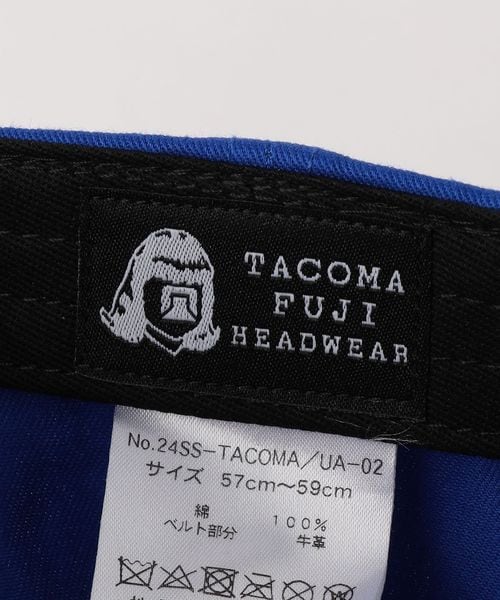 TACOMA
FUJI
HEADWEAR
No.24SS-TACOMA/UA-02
サイズ 57cm～59cm
綿 100%
ベルト部分 牛革